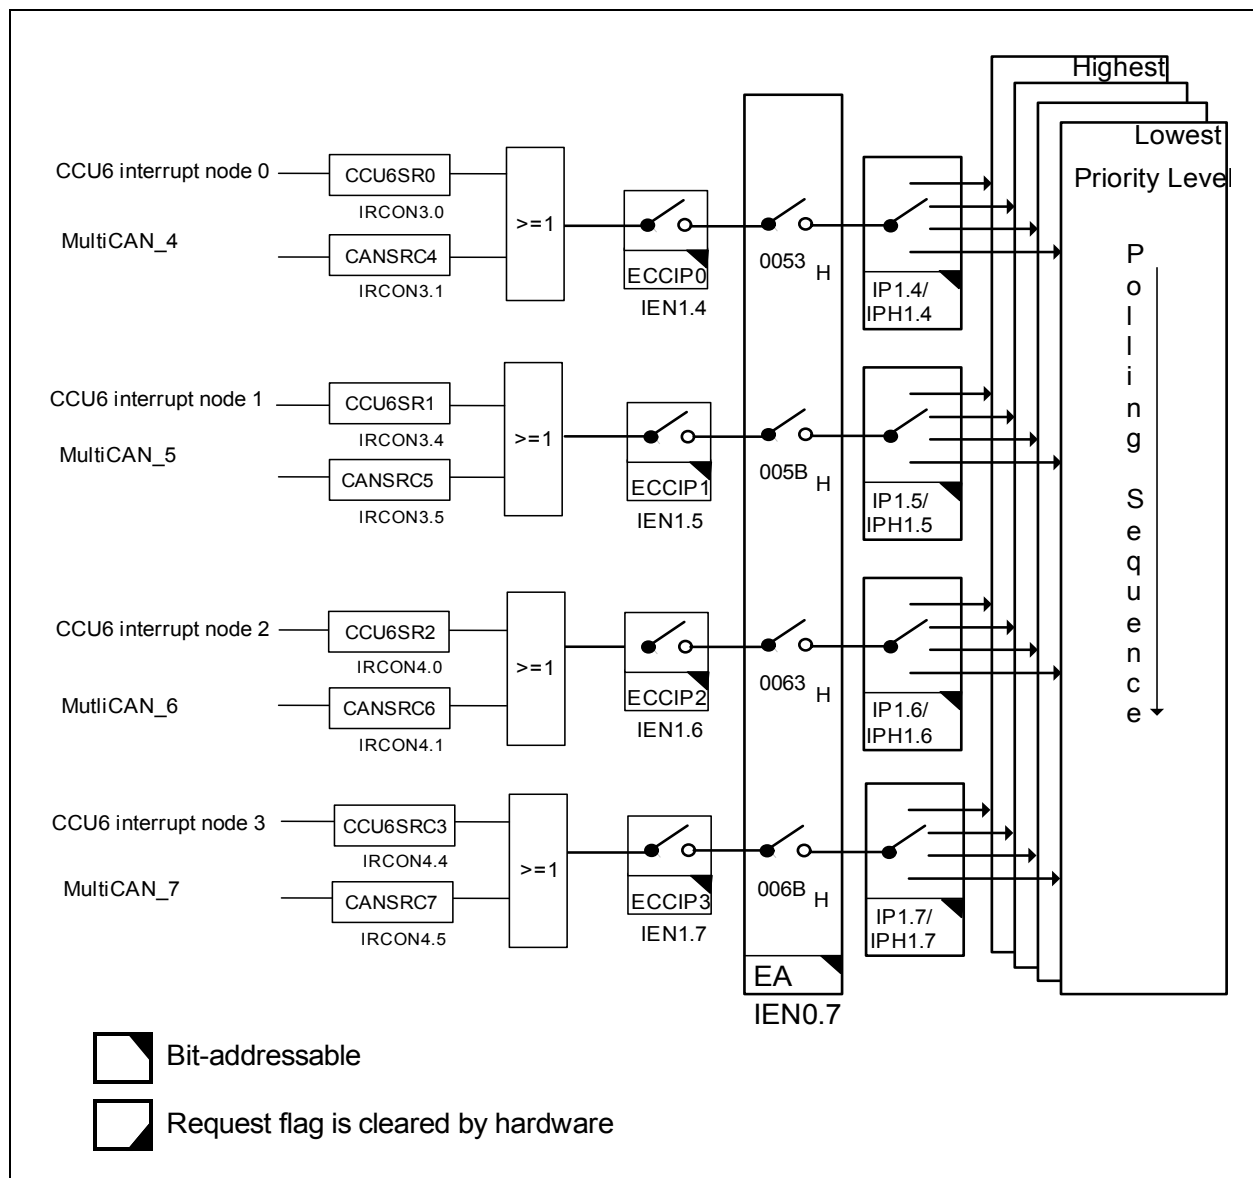 Highest
Lowest
Priority Level
Polling Sequence
CCU6 interrupt node 0
CCU6SR0
IRCON3.0
MultiCAN_4
CANSRC4
IRCON3.1
>=1
ECCIP0
IEN1.4
0053 H
IP1.4/
IPH1.4
CCU6 interrupt node 1
CCU6SR1
IRCON3.4
MultiCAN_5
CANSRC5
IRCON3.5
>=1
ECCIP1
IEN1.5
005B H
IP1.5/
IPH1.5
CCU6 interrupt node 2
CCU6SR2
IRCON4.0
MutliCAN_6
CANSRC6
IRCON4.1
>=1
ECCIP2
IEN1.6
0063 H
IP1.6/
IPH1.6
CCU6 interrupt node 3
CCU6SRC3
IRCON4.4
MultiCAN_7
CANSRC7
IRCON4.5
>=1
ECCIP3
IEN1.7
006B H
IP1.7/
IPH1.7
EA
IEN0.7
Bit-addressable
Request flag is cleared by hardware